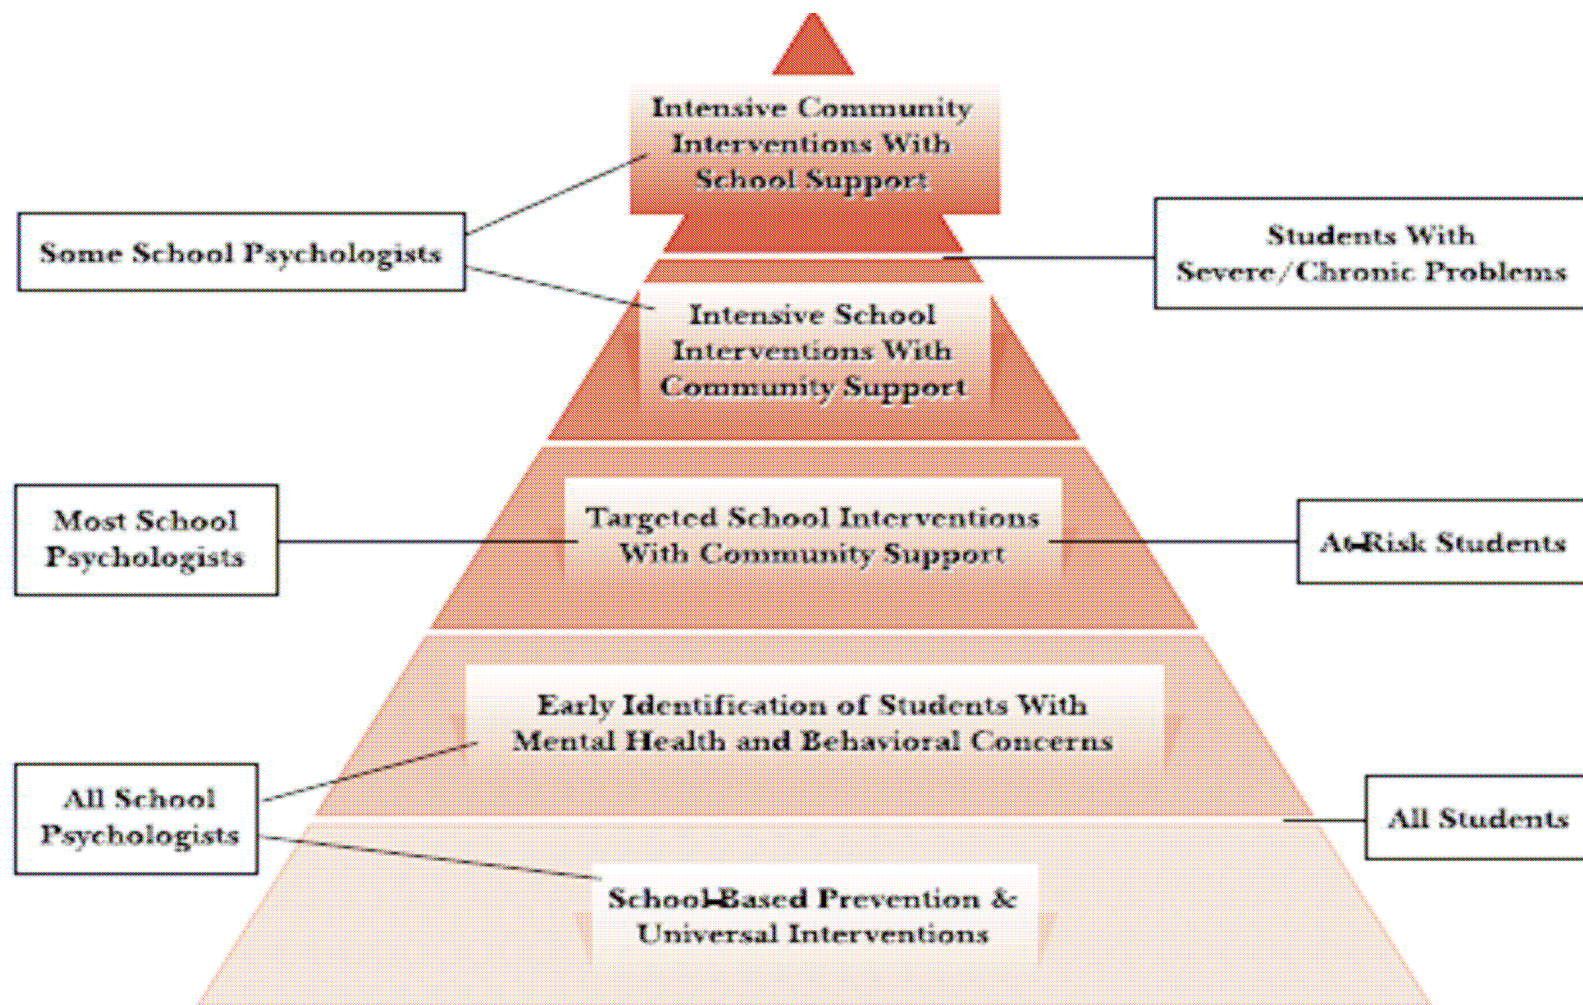 Intensive Community
Interventions With
School Support
Some School Psychologists
Students With
Severe/Chronic Problems
Intensive School
Interventions With
Community Support
Most School
Psychologists
Targeted School Interventions
With Community Support
At-Risk Students
Early Identification of Students With
Mental Health and Behavioral Concerns
All School
Psychologists
All Students
School-Based Prevention &
Universal Interventions